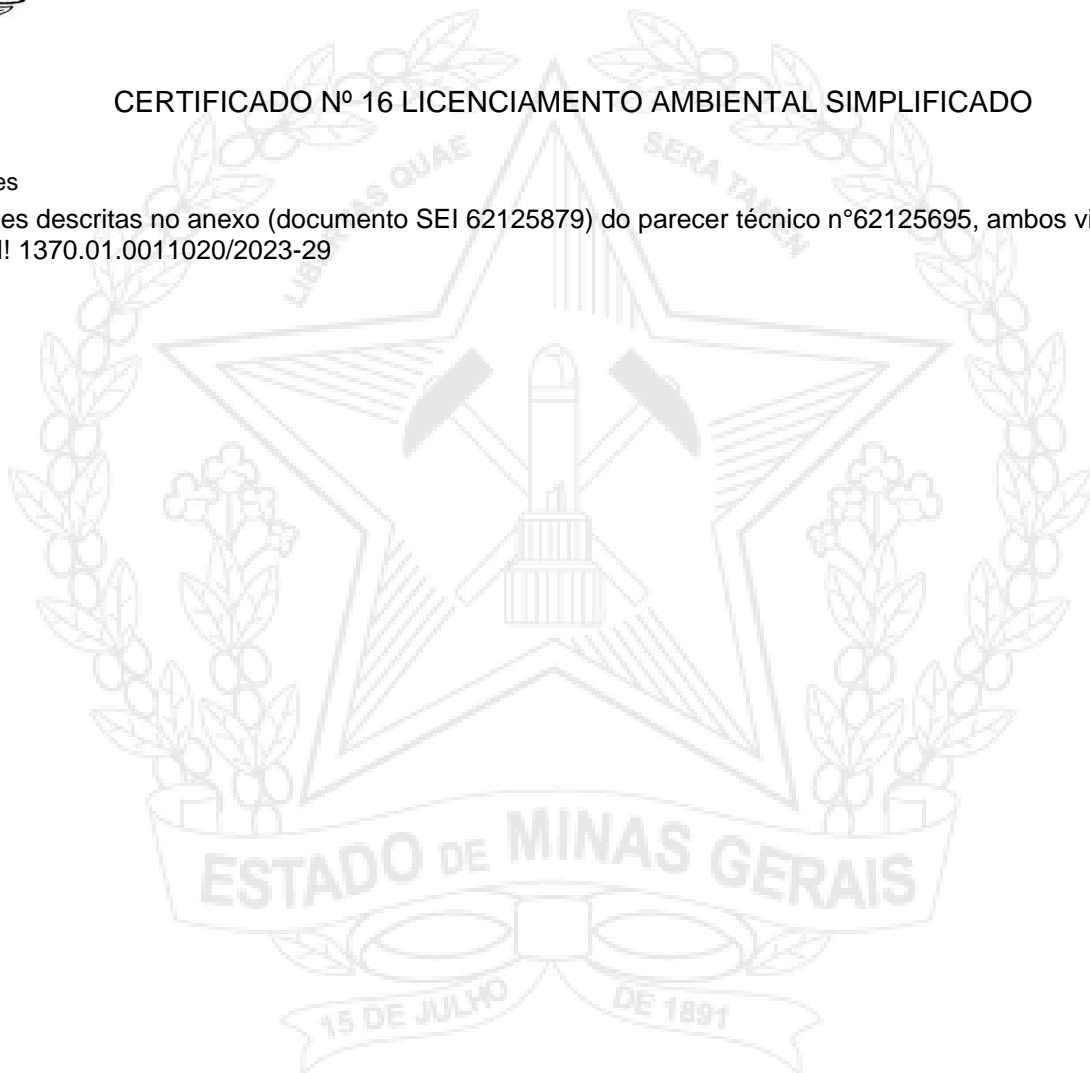 CERTIFICADO Nº 16 LICENCIAMENTO AMBIENTAL SIMPLIFICADO
LIBERTAS QUAE SERA TAMEN
es
es descritas no anexo (documento SEI 62125879) do parecer técnico n°62125695, ambos vi
! 1370.01.0011020/2023-29
ESTADO DE MINAS GERAIS
15 DE JULHO DE 1891